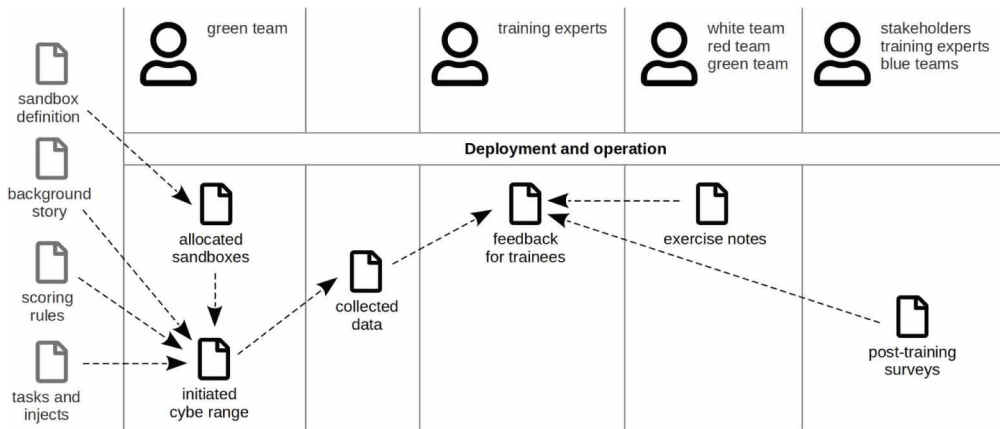 green team
training experts
white team
red team
green team
stakeholders
training experts
blue teams
sandbox
definition
Deployment and operation
background
story
allocated
sandboxes
feedback
for trainees
exercise notes
scoring
rules
collected
data
post-training
surveys
tasks and
injects
initiated
cybe range